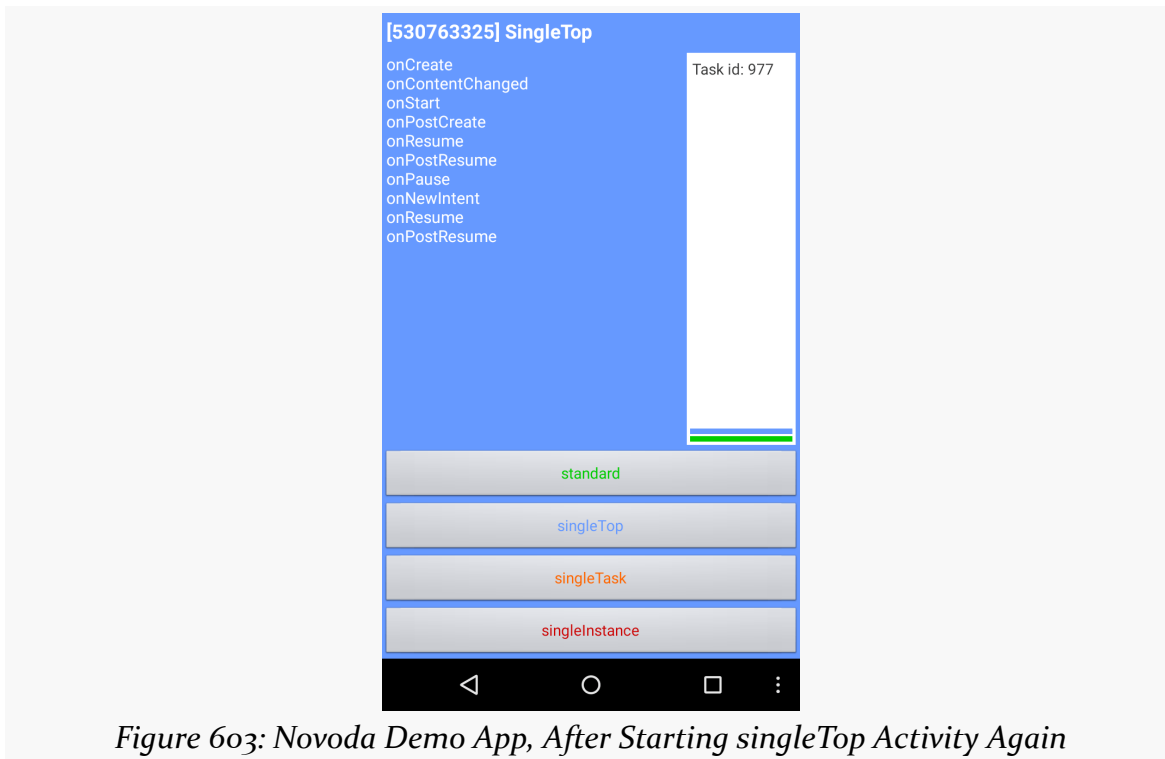 [530763325] SingleTop
onCreate
onContentChanged
onStart
onPostCreate
onResume
onPostResume
onPause
onNewIntent
onResume
onPostResume
Task id: 977
standard
singleTop
singleTask
singleInstance
Figure 603: Novoda Demo App, After Starting singleTop Activity Again